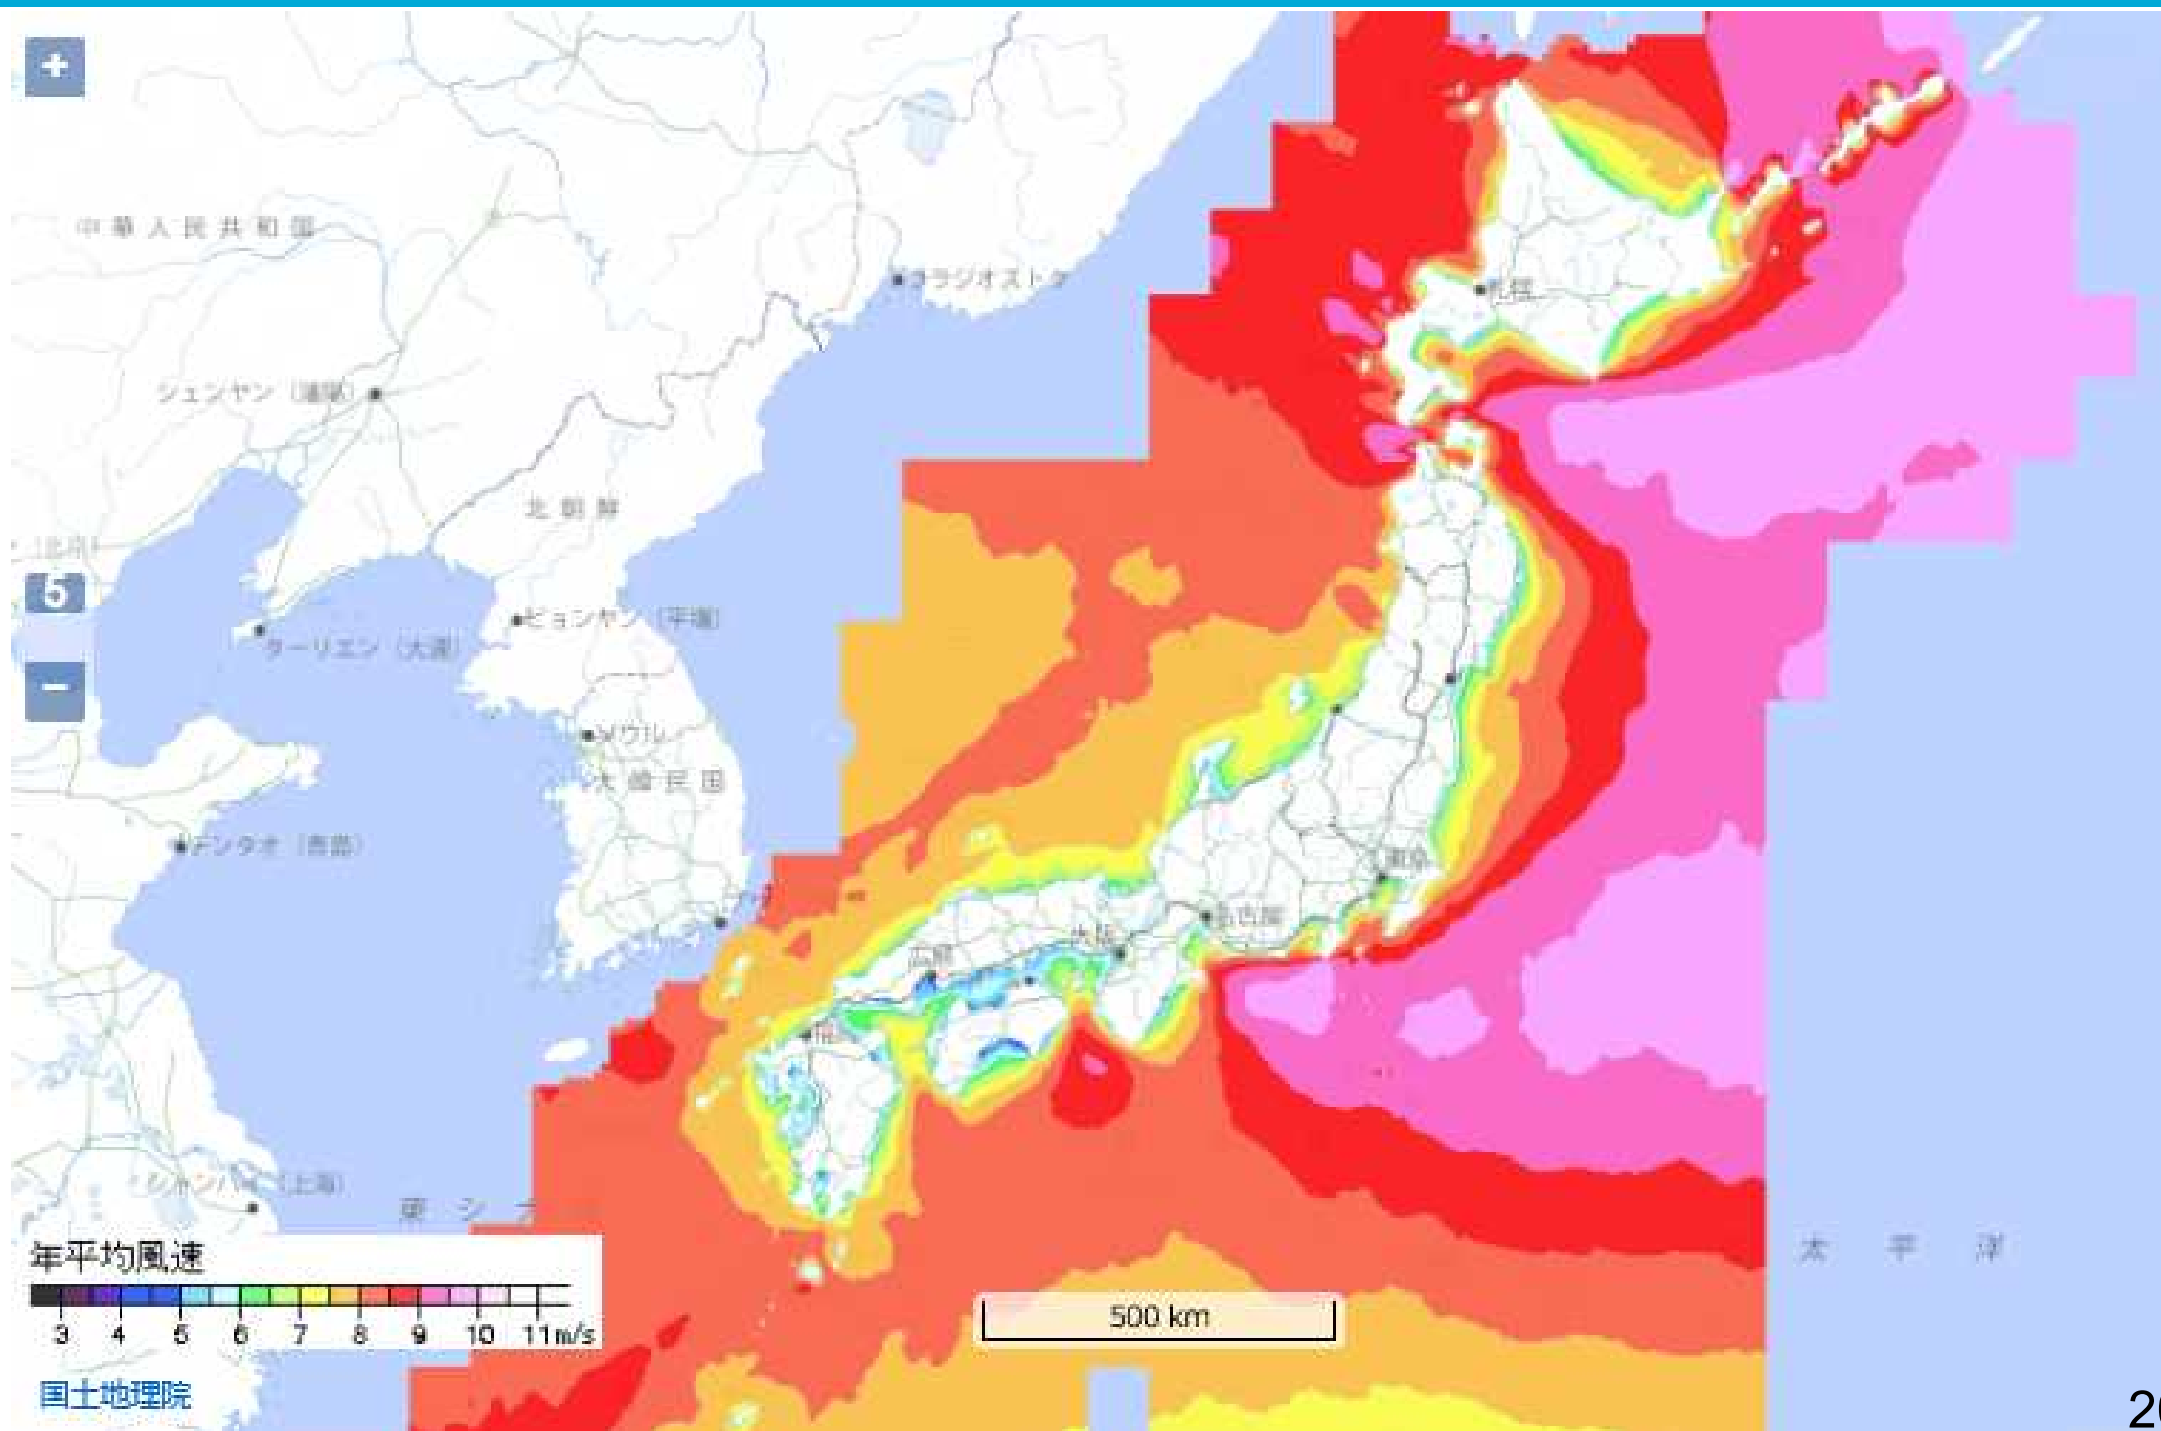 +
中華人民共和国
ウラジオストク
札幌
シェンヤン（瀋陽）
北朝鮮
5
ピョンヤン（平壌）
ターリエン（大連）
−
ソウル
大韓民国
チンタオ（青島）
東京
名古屋
大阪
広島
シャンハイ（上海）
東シナ
太平洋
年平均風速
3 4 5 6 7 8 9 10 11m/s
500 km
国土地理院